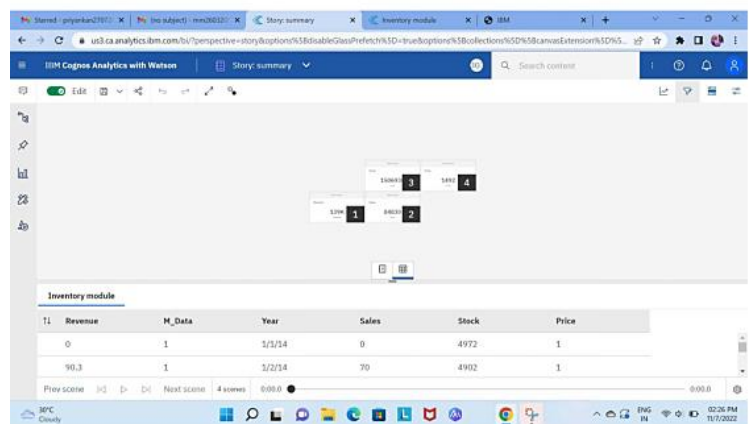 Starred - priyankan27072
(no subject) - mm260320
Story: summary
Inventory module
IBM
us3.ca.analytics.ibm.com/bi/?perspective=story&options%5BdisableGlassPrefetch%5D=true&options%5Bcollections%5D%5BcanvasExtension%5D%5...
IBM Cognos Analytics with Watson
Story: summary
Search content
Edit
3
4
5492
1
2
Inventory module
Revenue M_Data Year Sales Stock Price
0 1 1/1/14 0 4972 1
90.3 1 1/2/14 70 4902 1
Prev scene Next scene 4 scenes 0:00.0 0:00.0
30°C
Cloudy
ENG
IN
02:26 PM
11/7/2022